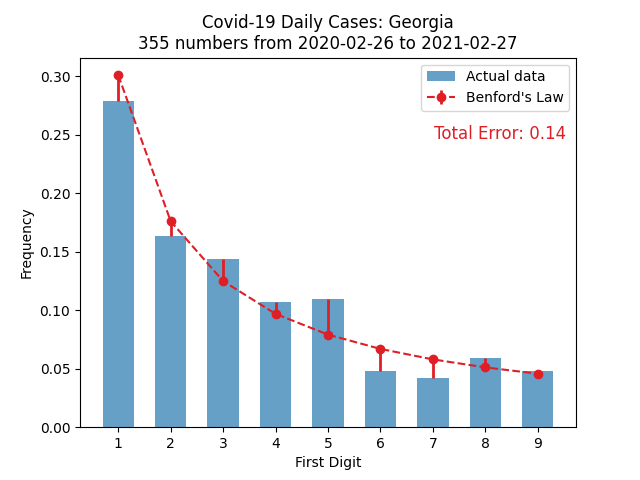 Covid-19 Daily Cases: Georgia
355 numbers from 2020-02-26 to 2021-02-27
Actual data
Benford's Law
Total Error: 0.14
Frequency
0.30
0.25
0.20
0.15
0.10
0.05
0.00
1 2 3 4 5 6 7 8 9
First Digit